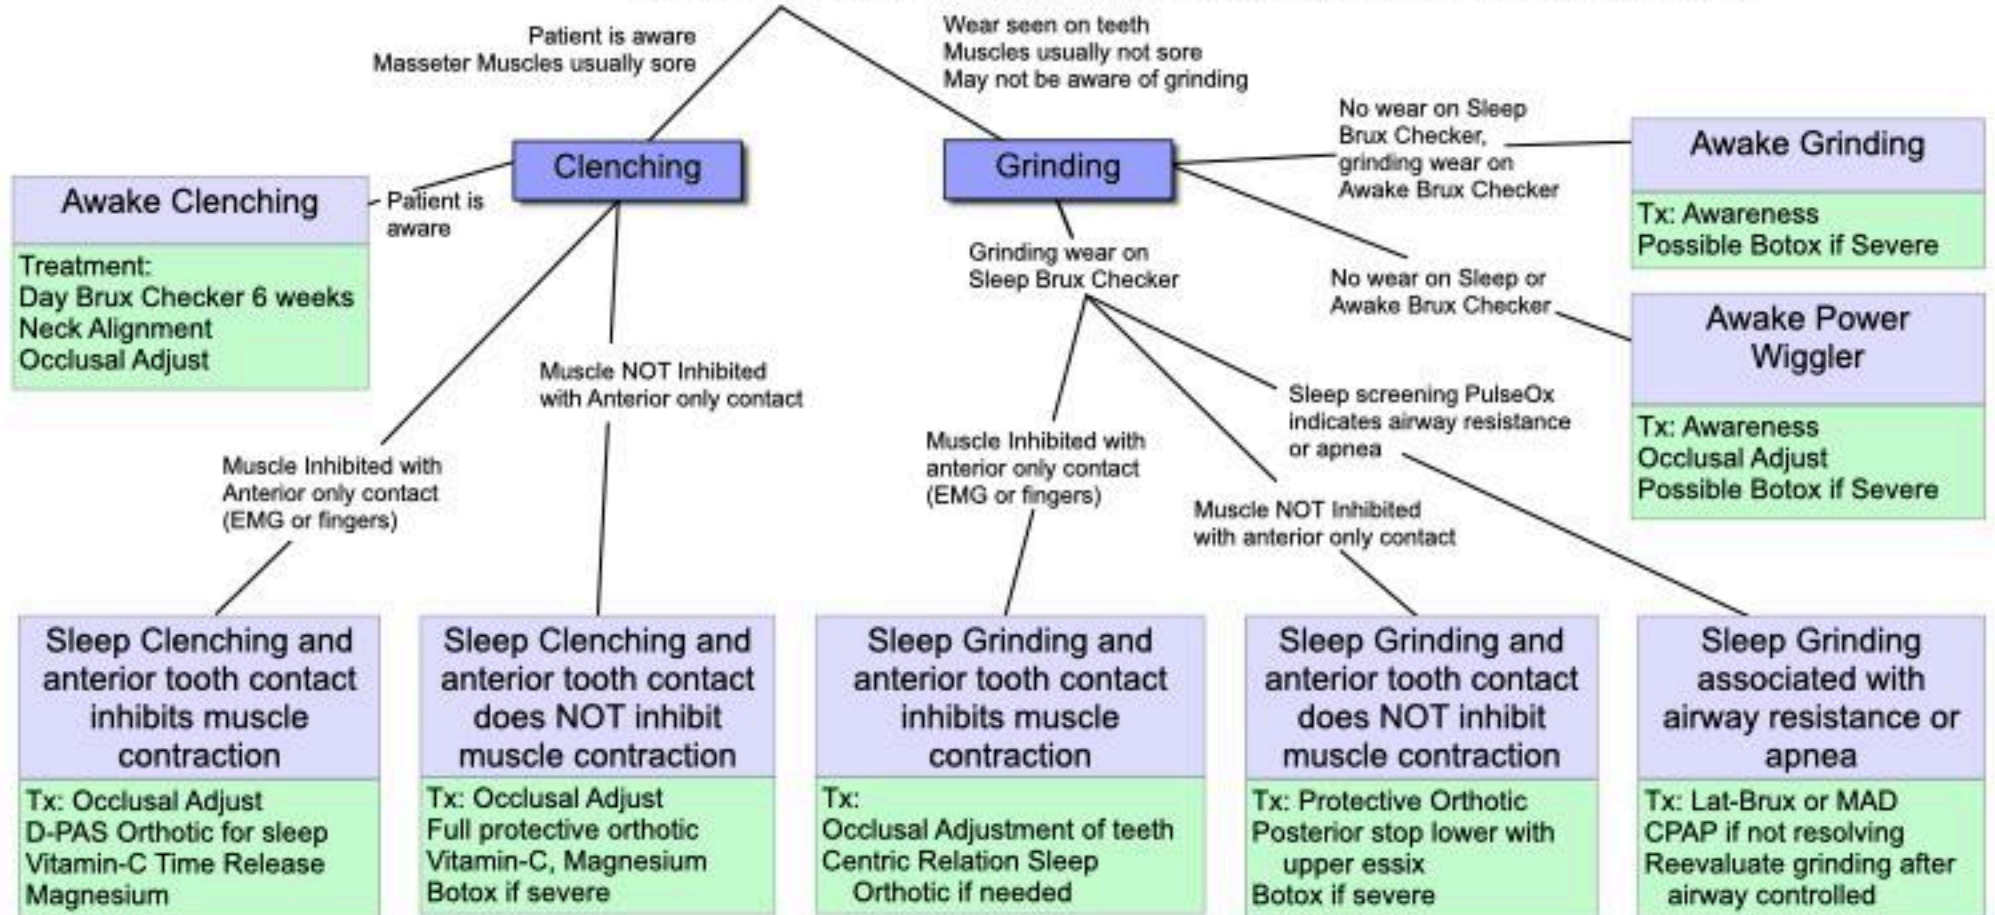 Patient is aware
Masseter Muscles usually sore
Wear seen on teeth
Muscles usually not sore
May not be aware of grinding
Clenching
Grinding
No wear on Sleep
Brux Checker,
grinding wear on
Awake Brux Checker
Awake Grinding
Tx: Awareness
Possible Botox if Severe
Awake Clenching
Patient is
aware
Treatment:
Day Brux Checker 6 weeks
Neck Alignment
Occlusal Adjust
Grinding wear on
Sleep Brux Checker
No wear on Sleep or
Awake Brux Checker
Awake Power
Wiggler
Tx: Awareness
Occlusal Adjust
Possible Botox if Severe
Muscle NOT Inhibited
with Anterior only contact
Sleep screening PulseOx
indicates airway resistance
or apnea
Muscle Inhibited with
Anterior only contact
(EMG or fingers)
Muscle Inhibited with
anterior only contact
(EMG or fingers)
Muscle NOT Inhibited
with anterior only contact
Sleep Clenching and
anterior tooth contact
inhibits muscle
contraction
Tx: Occlusal Adjust
D-PAS Orthotic for sleep
Vitamin-C Time Release
Magnesium
Sleep Clenching and
anterior tooth contact
does NOT inhibit
muscle contraction
Tx: Occlusal Adjust
Full protective orthotic
Vitamin-C, Magnesium
Botox if severe
Sleep Grinding and
anterior tooth contact
inhibits muscle
contraction
Tx:
Occlusal Adjustment of teeth
Centric Relation Sleep
Orthotic if needed
Sleep Grinding and
anterior tooth contact
does NOT inhibit
muscle contraction
Tx: Protective Orthotic
Posterior stop lower with
upper essix
Botox if severe
Sleep Grinding
associated with
airway resistance or
apnea
Tx: Lat-Brux or MAD
CPAP if not resolving
Reevaluate grinding after
airway controlled